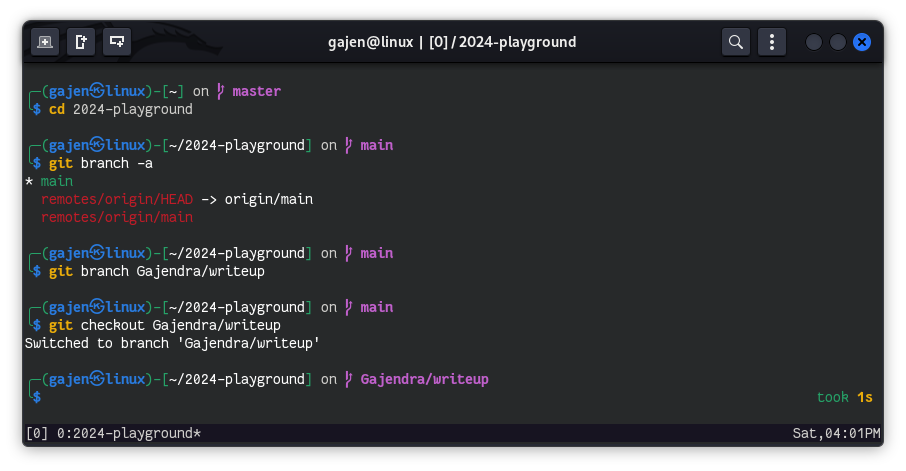 gajen@linux | [0] / 2024-playground
╭─(gajen㉿linux)-[~] on master
╰$ cd 2024-playground
╭─(gajen㉿linux)-[~/2024-playground] on main
╰$ git branch -a
* main
remotes/origin/HEAD -> origin/main
remotes/origin/main
╭─(gajen㉿linux)-[~/2024-playground] on main
╰$ git branch Gajendra/writeup
╭─(gajen㉿linux)-[~/2024-playground] on main
╰$ git checkout Gajendra/writeup
Switched to branch 'Gajendra/writeup'
╭─(gajen㉿linux)-[~/2024-playground] on Gajendra/writeup
╰$ took 1s
[0] 0:2024-playground* Sat,04:01PM